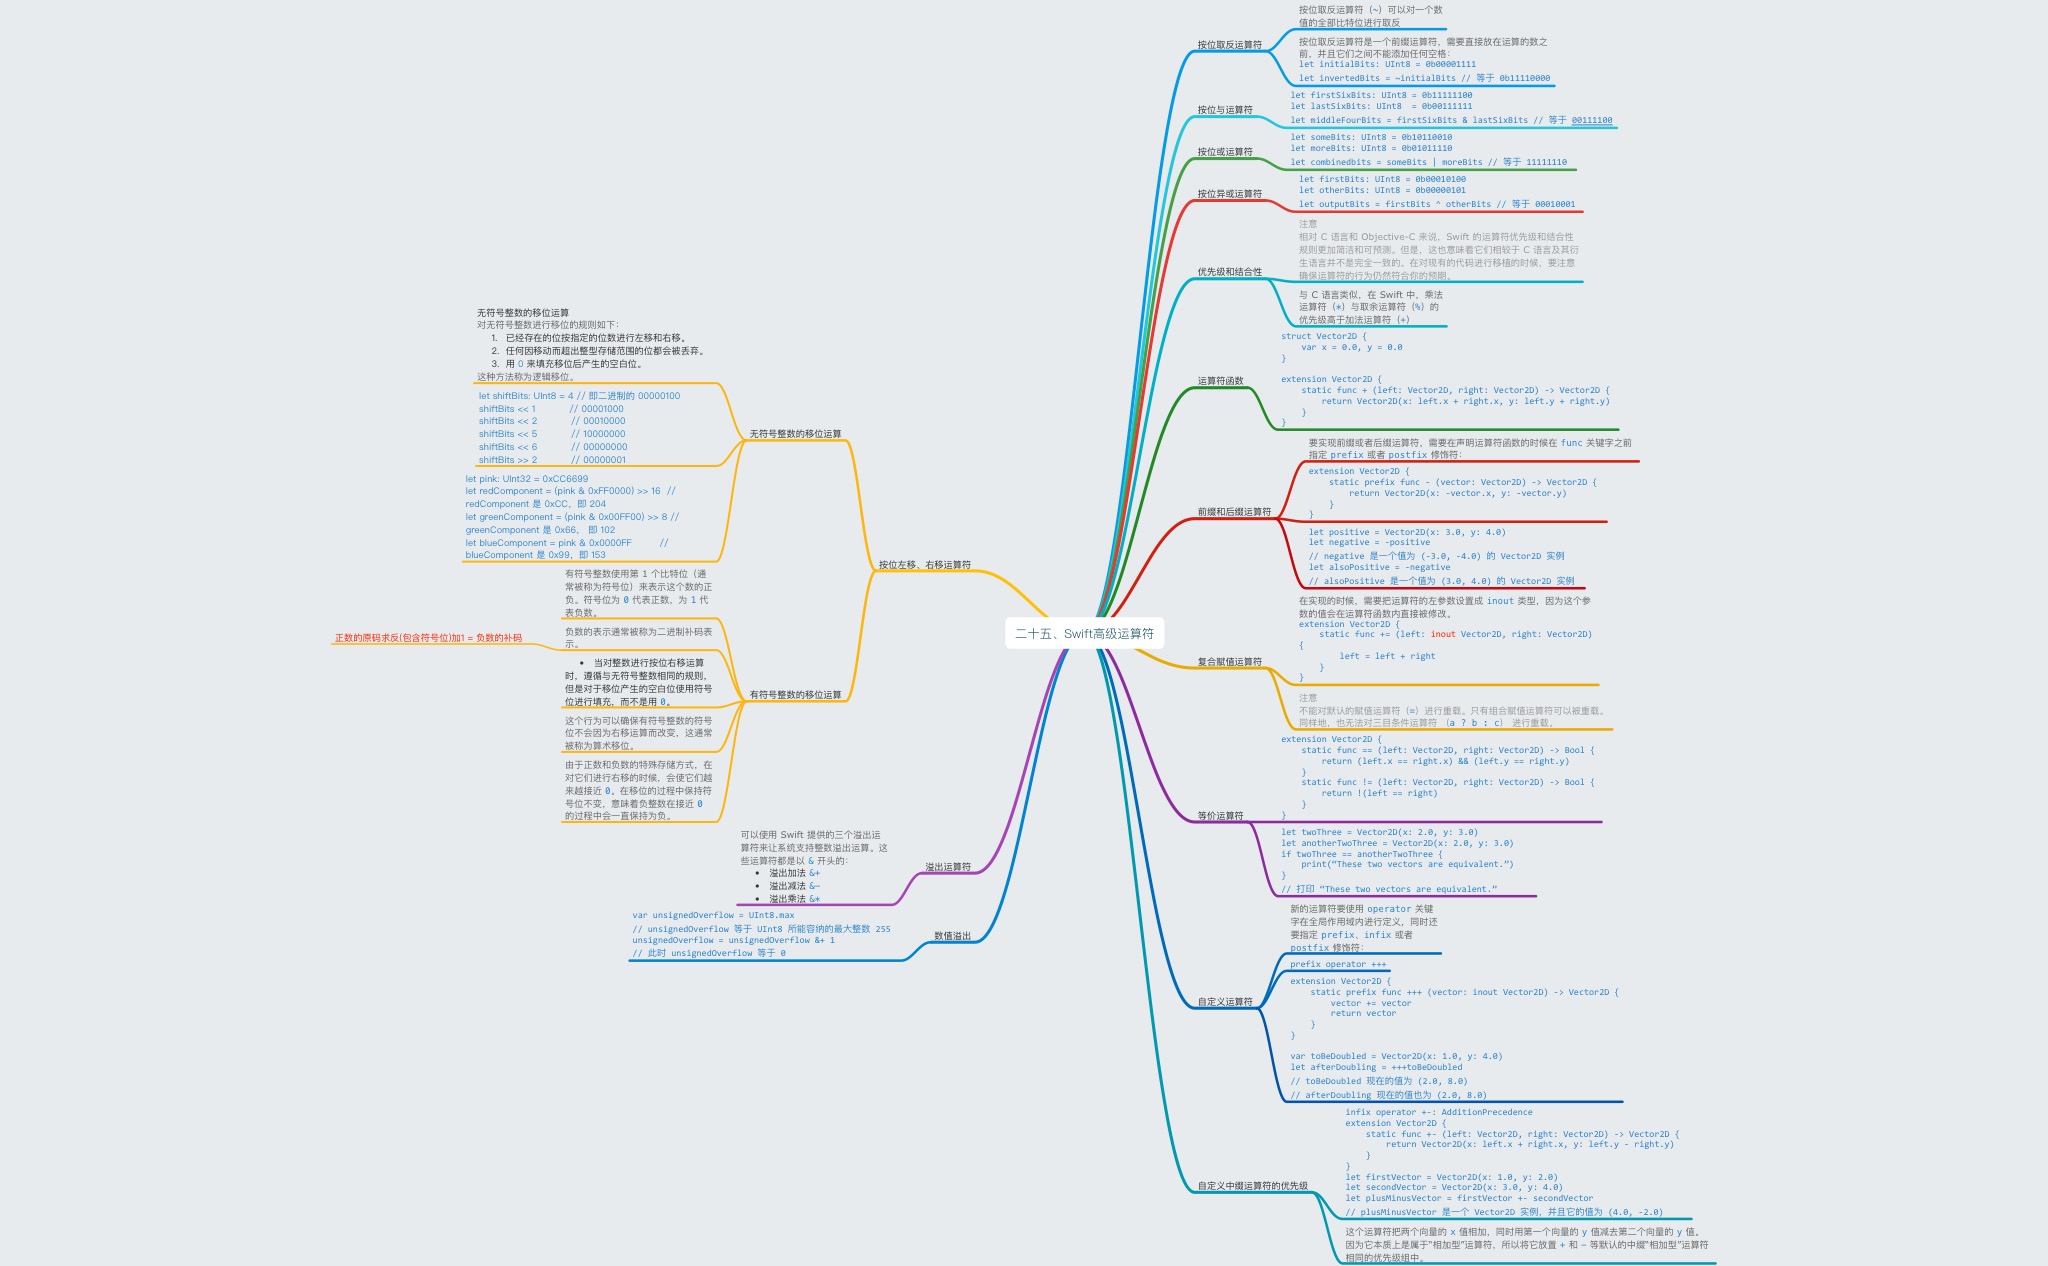 二十五、Swift高级运算符
按位取反运算符
按位取反运算符（~）可以对一个数
值的全部比特位进行取反
按位取反运算符是一个前缀运算符，需要直接放在运算的数之
前，并且它们之间不能添加任何空格：
let initialBits: UInt8 = 0b00001111
let invertedBits = ~initialBits // 等于 0b11110000
按位与运算符
let firstSixBits: UInt8 = 0b11111100
let lastSixBits: UInt8  = 0b00111111
let middleFourBits = firstSixBits & lastSixBits // 等于 00111100
按位或运算符
let someBits: UInt8 = 0b10110010
let moreBits: UInt8 = 0b01011110
let combinedbits = someBits | moreBits // 等于 11111110
按位异或运算符
let firstBits: UInt8 = 0b00010100
let otherBits: UInt8 = 0b00000101
let outputBits = firstBits ^ otherBits // 等于 00010001
优先级和结合性
注意
相对 C 语言和 Objective-C 来说，Swift 的运算符优先级和结合性
规则更加简洁和可预测。但是，这也意味着它们相较于 C 语言及其衍
生语言并不是完全一致的。在对现有的代码进行移植的时候，要注意
确保运算符的行为仍然符合你的预期。
与 C 语言类似，在 Swift 中，乘法
运算符（*）与取余运算符（%）的
优先级高于加法运算符（+）
运算符函数
struct Vector2D {
    var x = 0.0, y = 0.0
}
extension Vector2D {
    static func + (left: Vector2D, right: Vector2D) -> Vector2D {
        return Vector2D(x: left.x + right.x, y: left.y + right.y)
    }
}
前缀和后缀运算符
要实现前缀或者后缀运算符，需要在声明运算符函数的时候在 func 关键字之前
指定 prefix 或者 postfix 修饰符：
extension Vector2D {
    static prefix func - (vector: Vector2D) -> Vector2D {
        return Vector2D(x: -vector.x, y: -vector.y)
    }
}
let positive = Vector2D(x: 3.0, y: 4.0)
let negative = -positive
// negative 是一个值为 (-3.0, -4.0) 的 Vector2D 实例
let alsoPositive = -negative
// alsoPositive 是一个值为 (3.0, 4.0) 的 Vector2D 实例
复合赋值运算符
在实现的时候，需要把运算符的左参数设置成 inout 类型，因为这个参
数的值会在运算符函数内直接被修改。
extension Vector2D {
    static func += (left: inout Vector2D, right: Vector2D)
{
        left = left + right
    }
}
注意
不能对默认的赋值运算符（=）进行重载。只有组合赋值运算符可以被重载。
同样地，也无法对三目条件运算符 （a ? b : c） 进行重载。
等价运算符
extension Vector2D {
    static func == (left: Vector2D, right: Vector2D) -> Bool {
        return (left.x == right.x) && (left.y == right.y)
    }
    static func != (left: Vector2D, right: Vector2D) -> Bool {
        return !(left == right)
    }
}
let twoThree = Vector2D(x: 2.0, y: 3.0)
let anotherTwoThree = Vector2D(x: 2.0, y: 3.0)
if twoThree == anotherTwoThree {
    print(“These two vectors are equivalent.”)
}
// 打印 “These two vectors are equivalent.”
自定义运算符
新的运算符要使用 operator 关键
字在全局作用域内进行定义，同时还
要指定 prefix、infix 或者
postfix 修饰符：
prefix operator +++
extension Vector2D {
    static prefix func +++ (vector: inout Vector2D) -> Vector2D {
        vector += vector
        return vector
    }
}
var toBeDoubled = Vector2D(x: 1.0, y: 4.0)
let afterDoubling = +++toBeDoubled
// toBeDoubled 现在的值为 (2.0, 8.0)
// afterDoubling 现在的值也为 (2.0, 8.0)
自定义中缀运算符的优先级
infix operator +-: AdditionPrecedence
extension Vector2D {
    static func +- (left: Vector2D, right: Vector2D) -> Vector2D {
        return Vector2D(x: left.x + right.x, y: left.y - right.y)
    }
}
let firstVector = Vector2D(x: 1.0, y: 2.0)
let secondVector = Vector2D(x: 3.0, y: 4.0)
let plusMinusVector = firstVector +- secondVector
// plusMinusVector 是一个 Vector2D 实例，并且它的值为 (4.0, -2.0)
这个运算符把两个向量的 x 值相加，同时用第一个向量的 y 值减去第二个向量的 y 值。
因为它本质上是属于“相加型”运算符，所以将它放置 + 和 - 等默认的中缀“相加型”运算符
相同的优先级组中。
按位左移、右移运算符
无符号整数的移位运算
无符号整数的移位运算
对无符号整数进行移位的规则如下：
1. 已经存在的位按指定的位数进行左移和右移。
2. 任何因移动而超出整型存储范围的位都会被丢弃。
3. 用 0 来填充移位后产生的空白位。
这种方法称为逻辑移位。
let shiftBits: UInt8 = 4 // 即二进制的 00000100
shiftBits << 1 // 00001000
shiftBits << 2 // 00010000
shiftBits << 5 // 10000000
shiftBits << 6 // 00000000
shiftBits >> 2 // 00000001
let pink: UInt32 = 0xCC6699
let redComponent = (pink & 0xFF0000) >> 16 //
redComponent 是 0xCC，即 204
let greenComponent = (pink & 0x00FF00) >> 8 //
greenComponent 是 0x66， 即 102
let blueComponent = pink & 0x0000FF //
blueComponent 是 0x99，即 153
有符号整数的移位运算
有符号整数使用第 1 个比特位（通
常被称为符号位）来表示这个数的正
负。符号位为 0 代表正数，为 1 代
表负数。
负数的表示通常被称为二进制补码表
示。
正数的原码求反(包含符号位)加1 = 负数的补码
• 当对整数进行按位右移运算
时，遵循与无符号整数相同的规则，
但是对于移位产生的空白位使用符号
位进行填充，而不是用 0。
这个行为可以确保有符号整数的符号
位不会因为右移运算而改变，这通常
被称为算术移位。
由于正数和负数的特殊存储方式，在
对它们进行右移的时候，会使它们越
来越接近 0。在移位的过程中保持符
号位不变，意味着负整数在接近 0
的过程中会一直保持为负。
溢出运算符
可以使用 Swift 提供的三个溢出运
算符来让系统支持整数溢出运算。这
些运算符都是以 & 开头的：
• 溢出加法 &+
• 溢出减法 &-
• 溢出乘法 &*
数值溢出
var unsignedOverflow = UInt8.max
// unsignedOverflow 等于 UInt8 所能容纳的最大整数 255
unsignedOverflow = unsignedOverflow &+ 1
// 此时 unsignedOverflow 等于 0